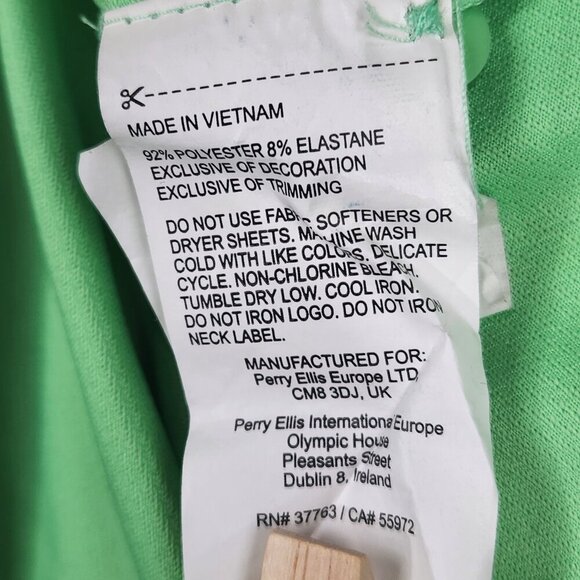 MADE IN VIETNAM
92% POLYESTER 8% ELASTANE
EXCLUSIVE OF DECORATION
EXCLUSIVE OF TRIMMING
DO NOT USE FABRIC SOFTENERS OR
DRYER SHEETS. MACHINE WASH
COLD WITH LIKE COLORS. DELICATE
CYCLE. NON-CHLORINE BLEACH.
TUMBLE DRY LOW. COOL IRON.
DO NOT IRON LOGO. DO NOT IRON
NECK LABEL.
MANUFACTURED FOR:
Perry Ellis Europe LTD
CM8 3DJ, UK
Perry Ellis International Europe
Olympic House
Pleasants Street
Dublin 8, Ireland
RN# 37763 / CA# 55972